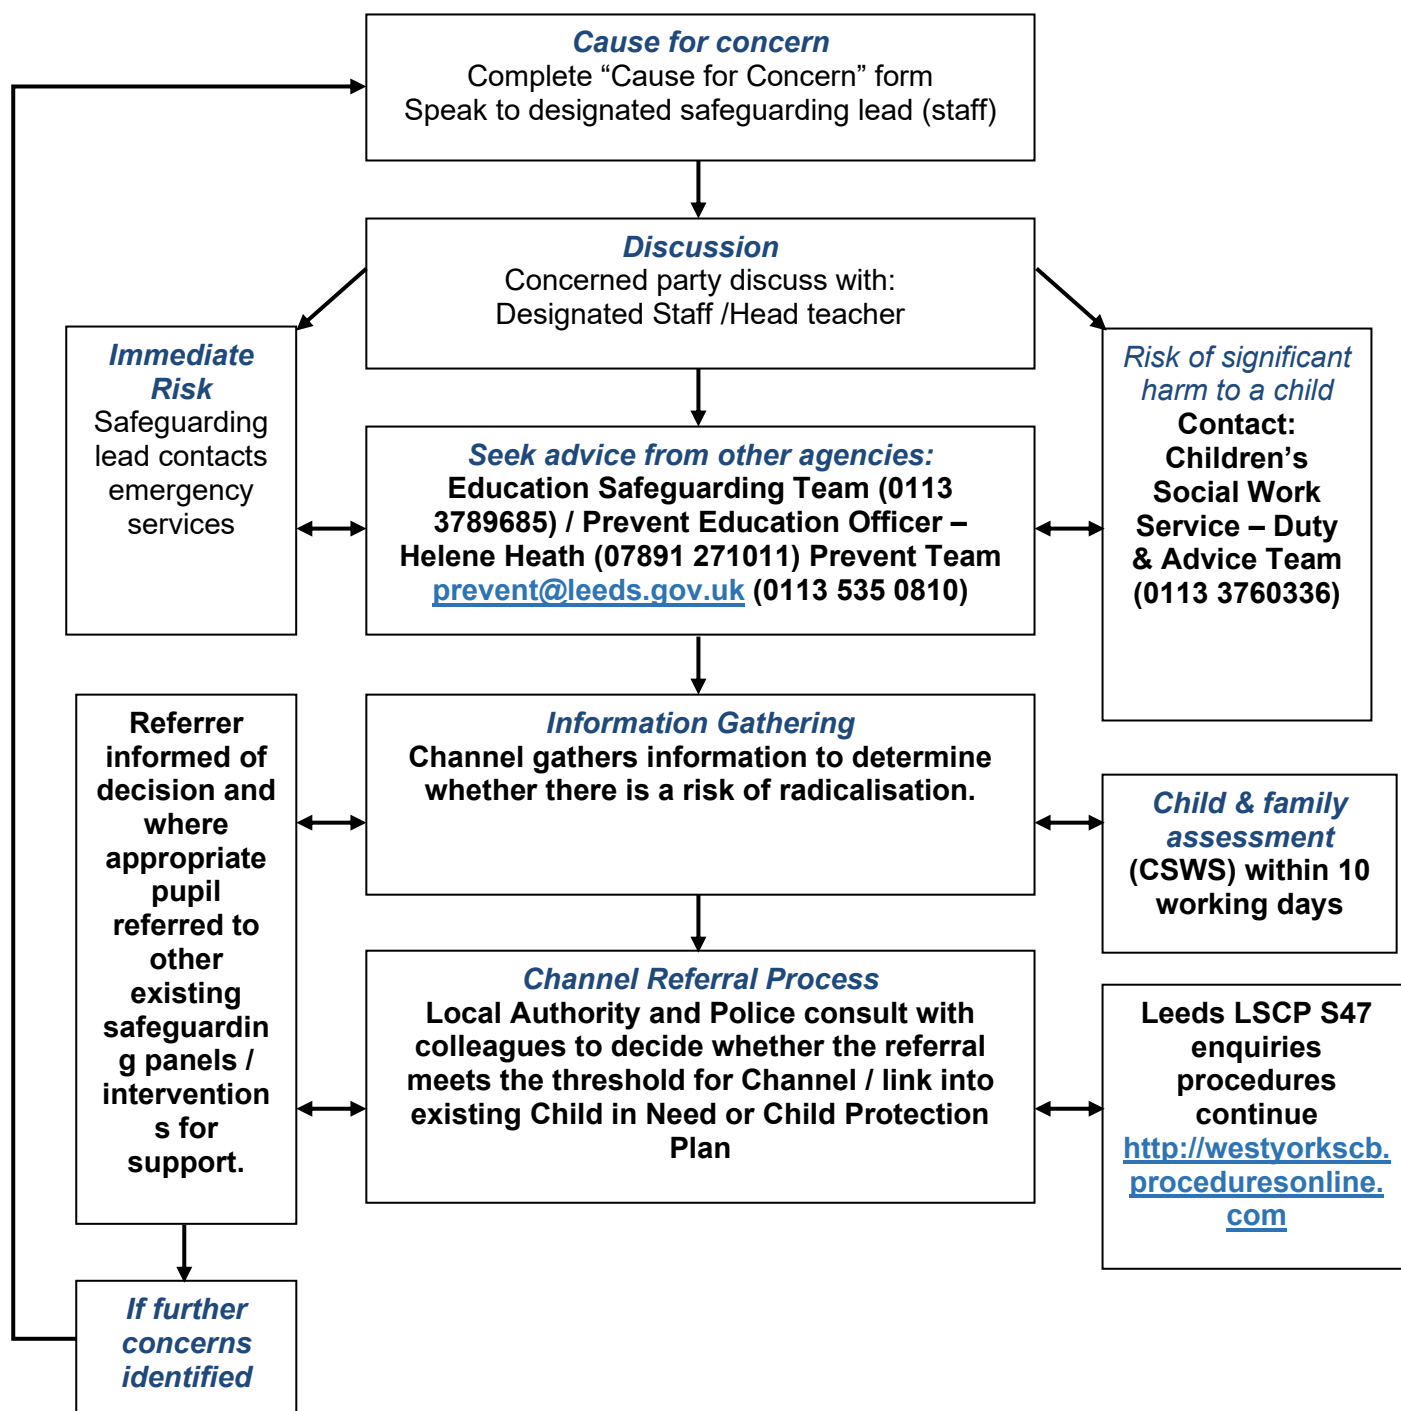 Cause for concern
Complete “Cause for Concern” form
Speak to designated safeguarding lead (staff)
Discussion
Concerned party discuss with:
Designated Staff /Head teacher
Immediate
Risk
Safeguarding
lead contacts
emergency
services
Seek advice from other agencies:
Education Safeguarding Team (0113
3789685) / Prevent Education Officer –
Helene Heath (07891 271011) Prevent Team
prevent@leeds.gov.uk (0113 535 0810)
Risk of significant
harm to a child
Contact:
Children’s
Social Work
Service – Duty
& Advice Team
(0113 3760336)
Referrer
informed of
decision and
where
appropriate
pupil
referred to
other
existing
safeguardin
g panels /
intervention
s for
support.
Information Gathering
Channel gathers information to determine
whether there is a risk of radicalisation.
Child & family
assessment
(CSWS) within 10
working days
Channel Referral Process
Local Authority and Police consult with
colleagues to decide whether the referral
meets the threshold for Channel / link into
existing Child in Need or Child Protection
Plan
Leeds LSCP S47
enquiries
procedures
continue
http://westyorkscb.
proceduresonline.
com
If further
concerns
identified